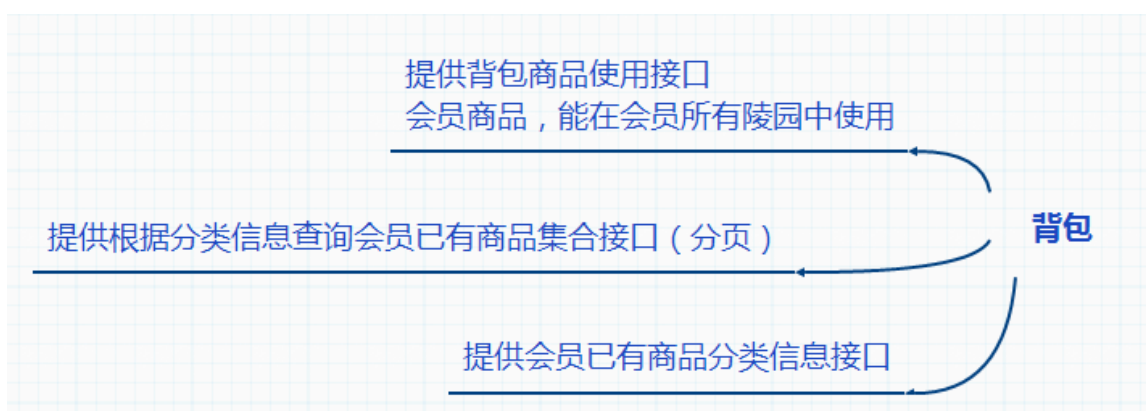 提供背包商品使用接口
会员商品，能在会员所有陵园中使用
背包
提供根据分类信息查询会员已有商品集合接口（分页）
提供会员已有商品分类信息接口